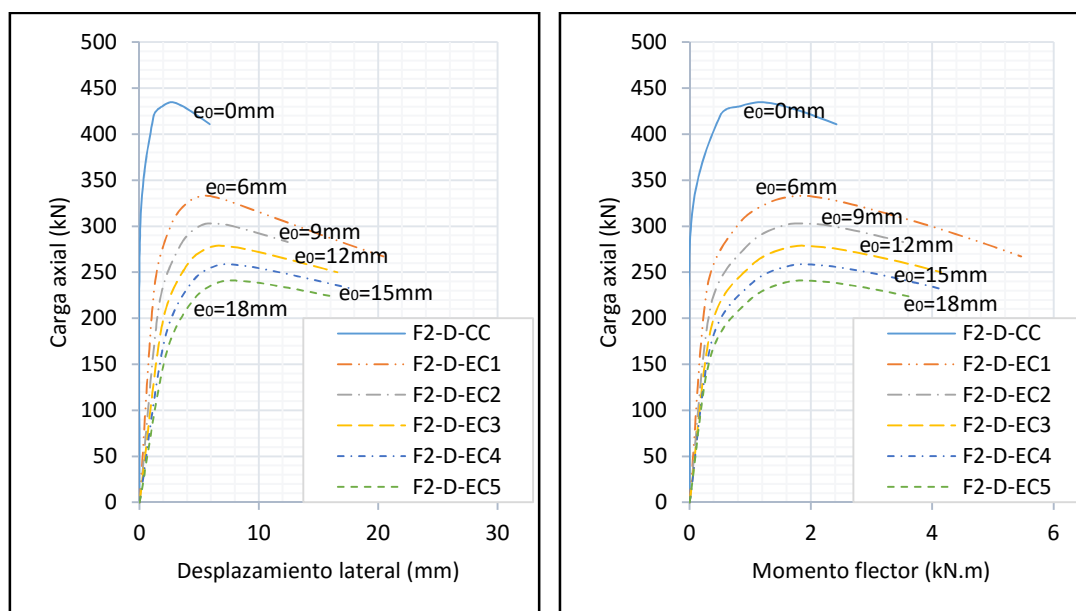 Carga axial (kN)
500
450
400
350
300
250
200
150
100
50
0
e0=0mm
e0=6mm
e0=9mm
e0=12mm
e0=15mm
e0=18mm
F2-D-CC
F2-D-EC1
F2-D-EC2
F2-D-EC3
F2-D-EC4
F2-D-EC5
0 10 20 30
Desplazamiento lateral (mm)
Carga axial (kN)
500
450
400
350
300
250
200
150
100
50
0
e0=0mm
e0=6mm
e0=9mm
e0=12mm
e0=15mm
e0=18mm
F2-D-CC
F2-D-EC1
F2-D-EC2
F2-D-EC3
F2-D-EC4
F2-D-EC5
0 2 4 6
Momento flector (kN.m)